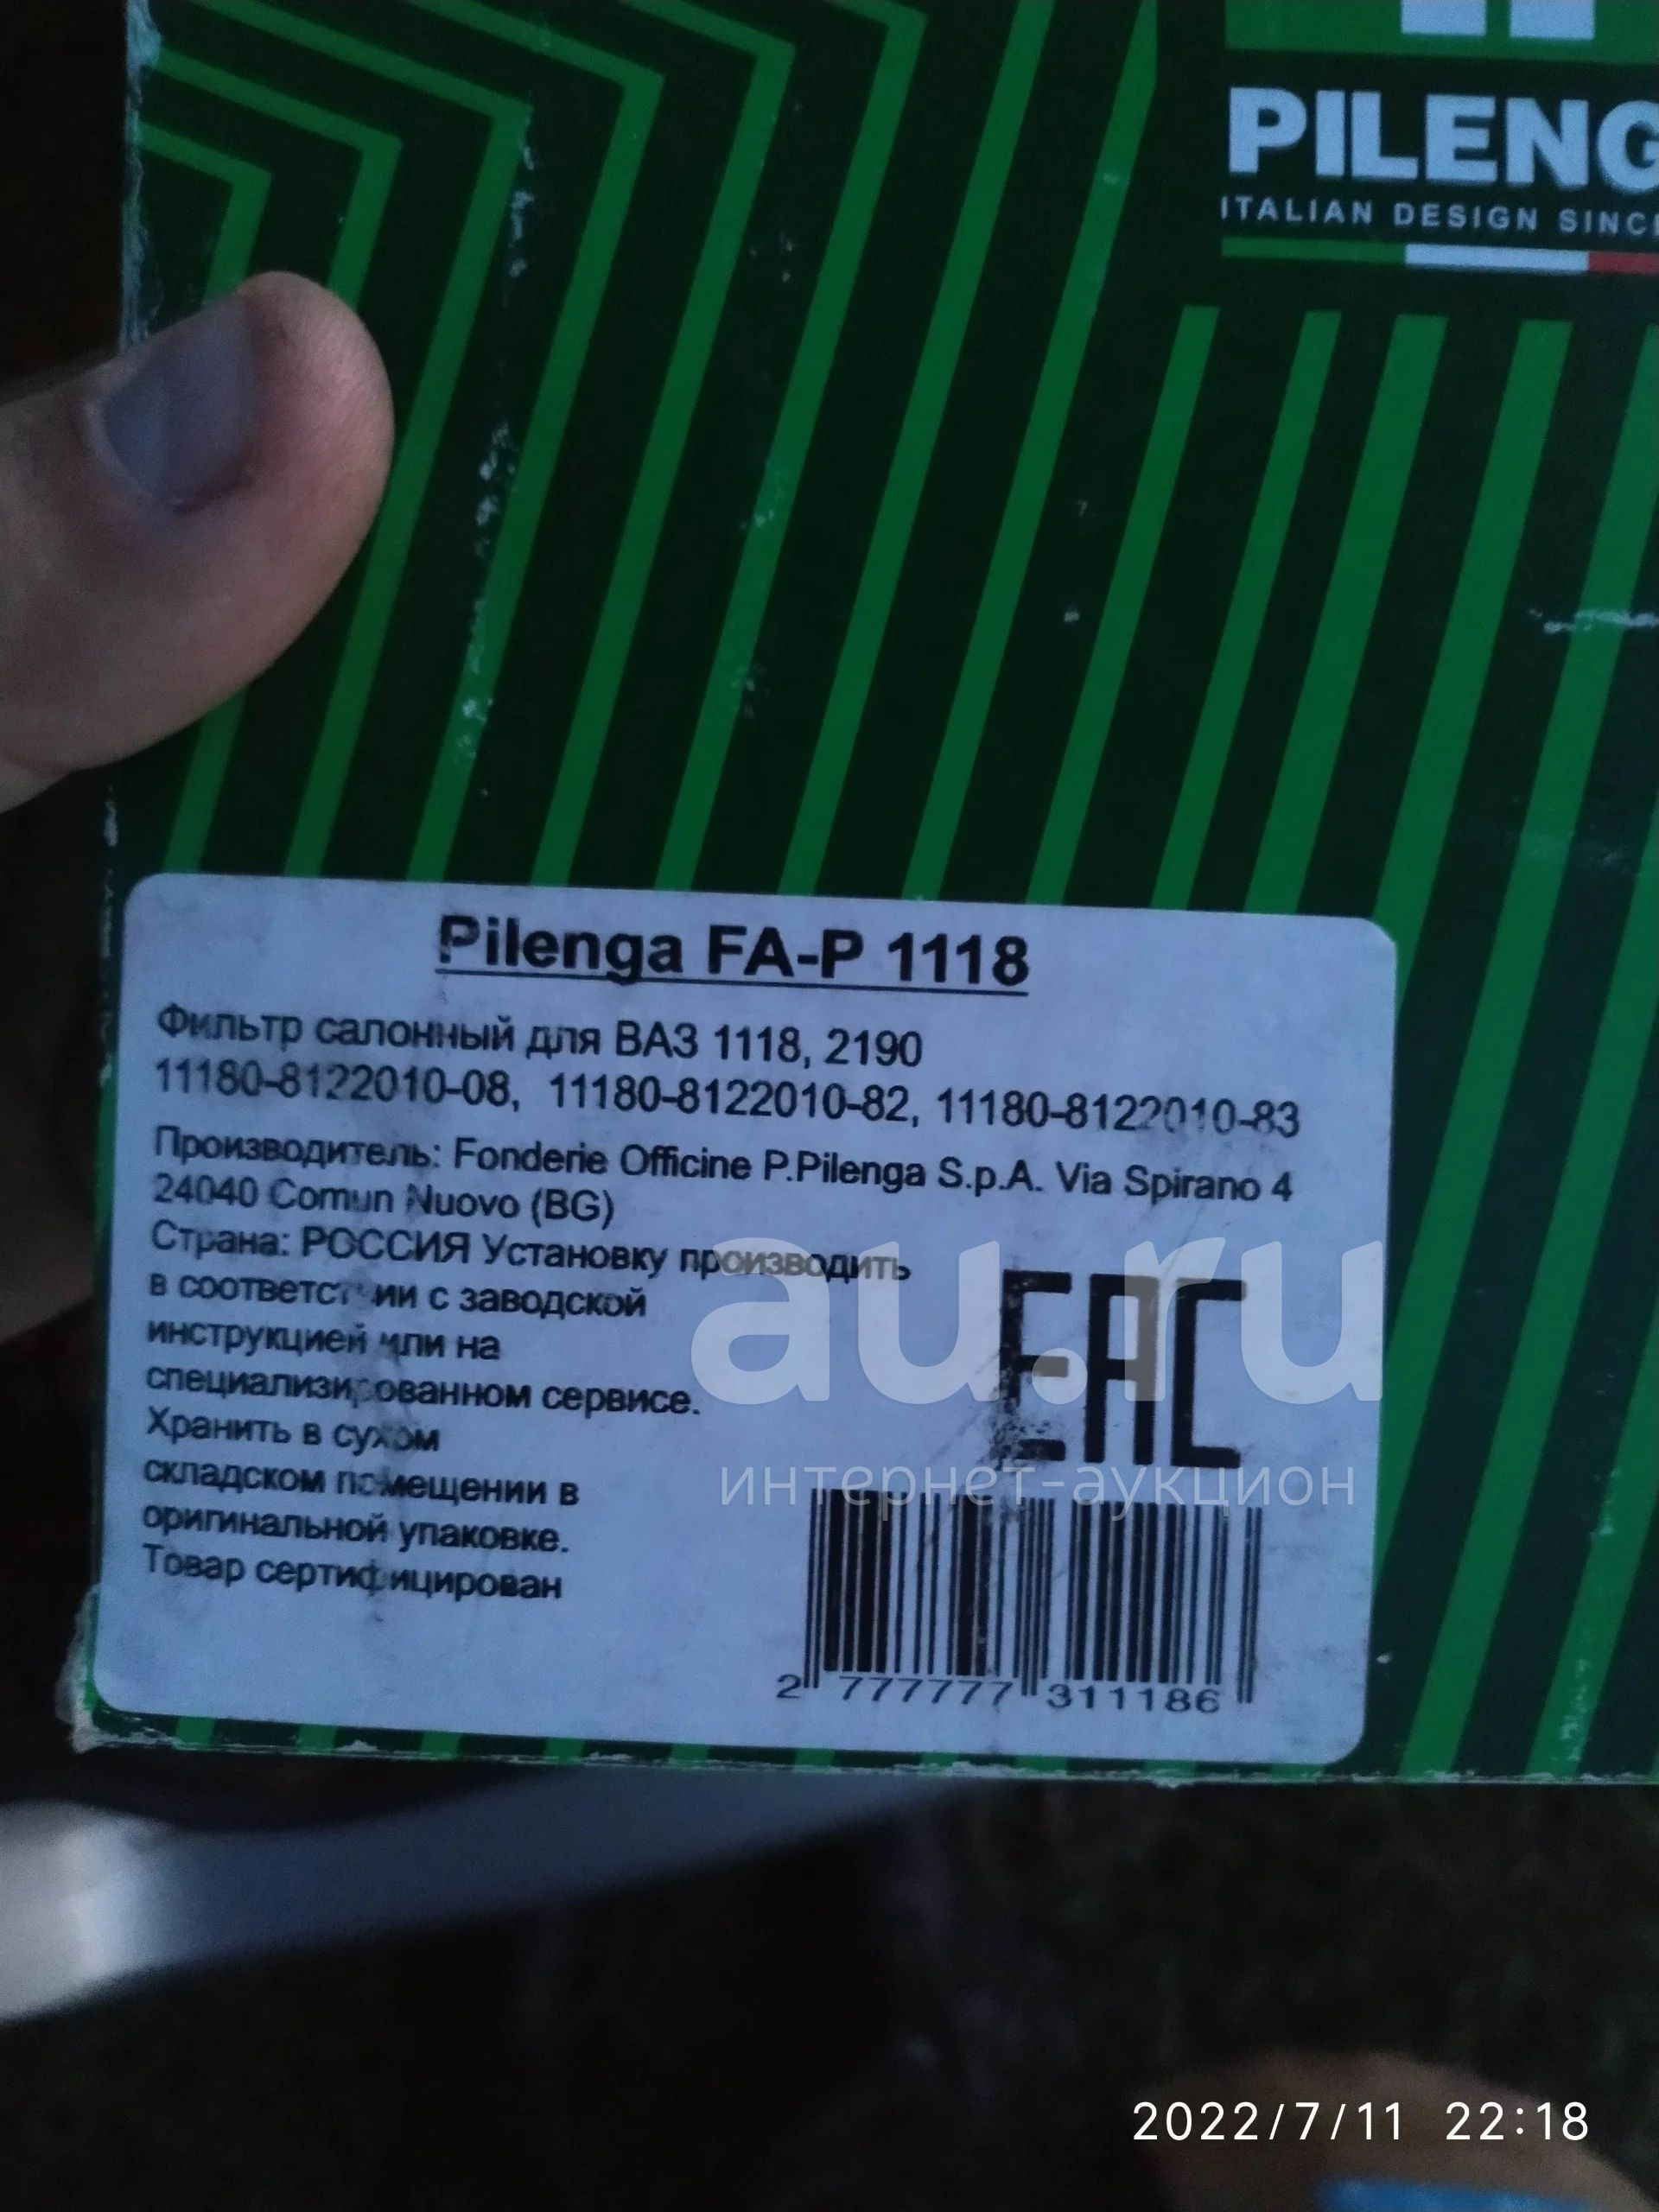 PILENG
ITALIAN DESIGN SINCE
Pilenga FA-P 1118
Фильтр салонный для ВАЗ 1118, 2190
11180-8122010-08, 11180-8122010-82, 11180-8122010-83
Производитель: Fonderie Officine P.Pilenga S.p.A. Via Spirano 4
24040 Comun Nuovo (BG)
Страна: РОССИЯ Установку производить
в соответствии с заводской
инструкцией или на
специализированном сервисе.
Хранить в сухом
складском помещении в
оригинальной упаковке.
Товар сертифицирован
EAC
au.ru
интернет-аукцион
2 777777 311186
2022/7/11 22:18